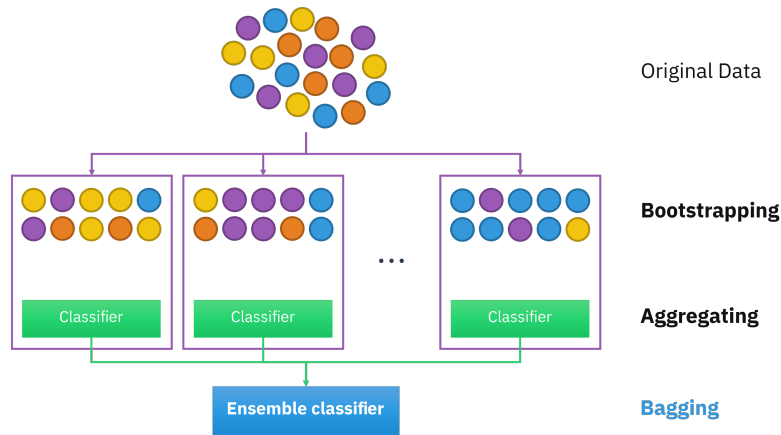 Original Data
Bootstrapping
...
Classifier
Classifier
Classifier
Aggregating
Ensemble classifier
Bagging